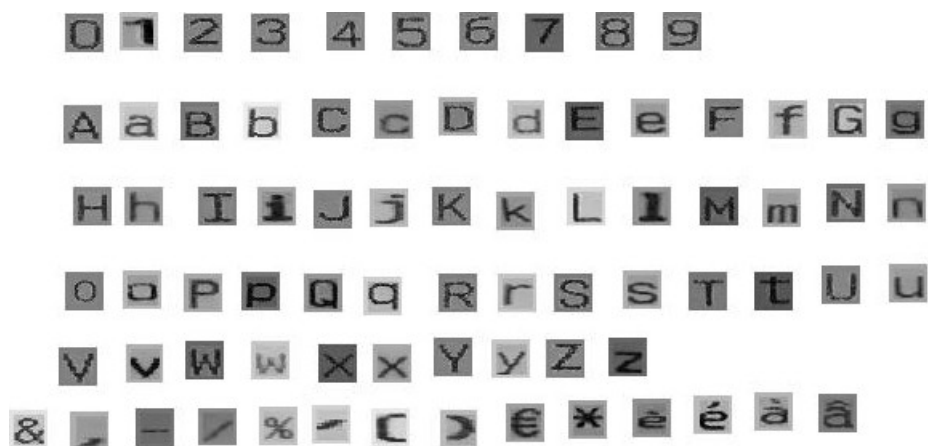 0 1 2 3 4 5 6 7 8 9
A a B b C c D d E e F f G g
H h I i J j K k L l M m N n
O o P p Q q R r S s T t U u
V v W w X x Y y Z z
& - / % ( ) € * è é à â